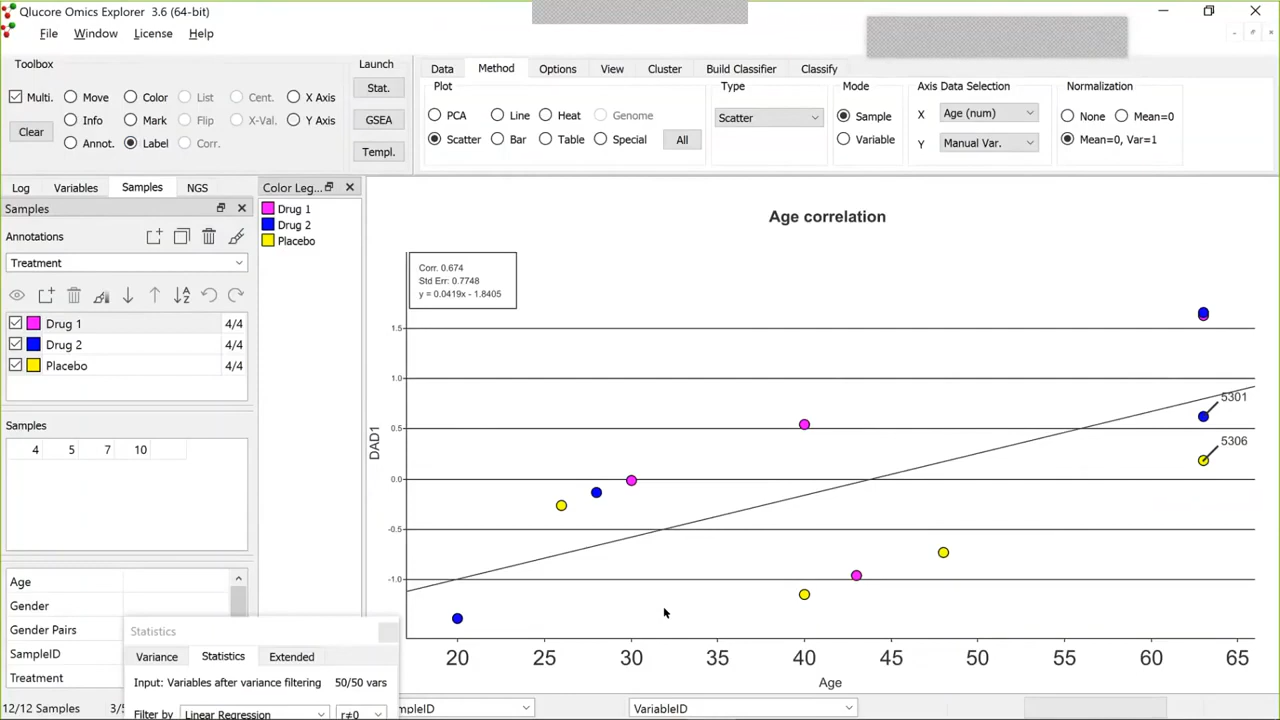 Qlucore Omics Explorer 3.6 (64-bit)
File Window License Help
Toolbox
Multi. Move Color List Cent. X Axis
Info Mark Flip X-Val. Y Axis
Clear
Annot. Label Corr.
Launch
Stat.
GSEA
Templ.
Data Method Options View Cluster Build Classifier Classify
Plot
PCA Line Heat Genome
Scatter Bar Table Special All
Type
Scatter
Mode
Sample
Variable
Axis Data Selection
X Age (num)
Y Manual Var.
Normalization
None Mean=0
Mean=0, Var=1
Log Variables Samples NGS
Samples
Annotations
Treatment
Drug 1 4/4
Drug 2 4/4
Placebo 4/4
Samples
4 5 7 10
Age
Gender
Gender Pairs
SampleID
Treatment
Color Leg...
Drug 1
Drug 2
Placebo
Age correlation
Corr. 0.674
Std Err: 0.7748
y = 0.0419x - 1.8405
1.5
1.0
0.5
0.0
-0.5
-1.0
DAD1
5301
5306
20 25 30 35 40 45 50 55 60 65
Age
Statistics
Variance Statistics Extended
Input: Variables after variance filtering 50/50 vars
Filter by Linear Regression r≠0
12/12 Samples
mpleID
VariableID